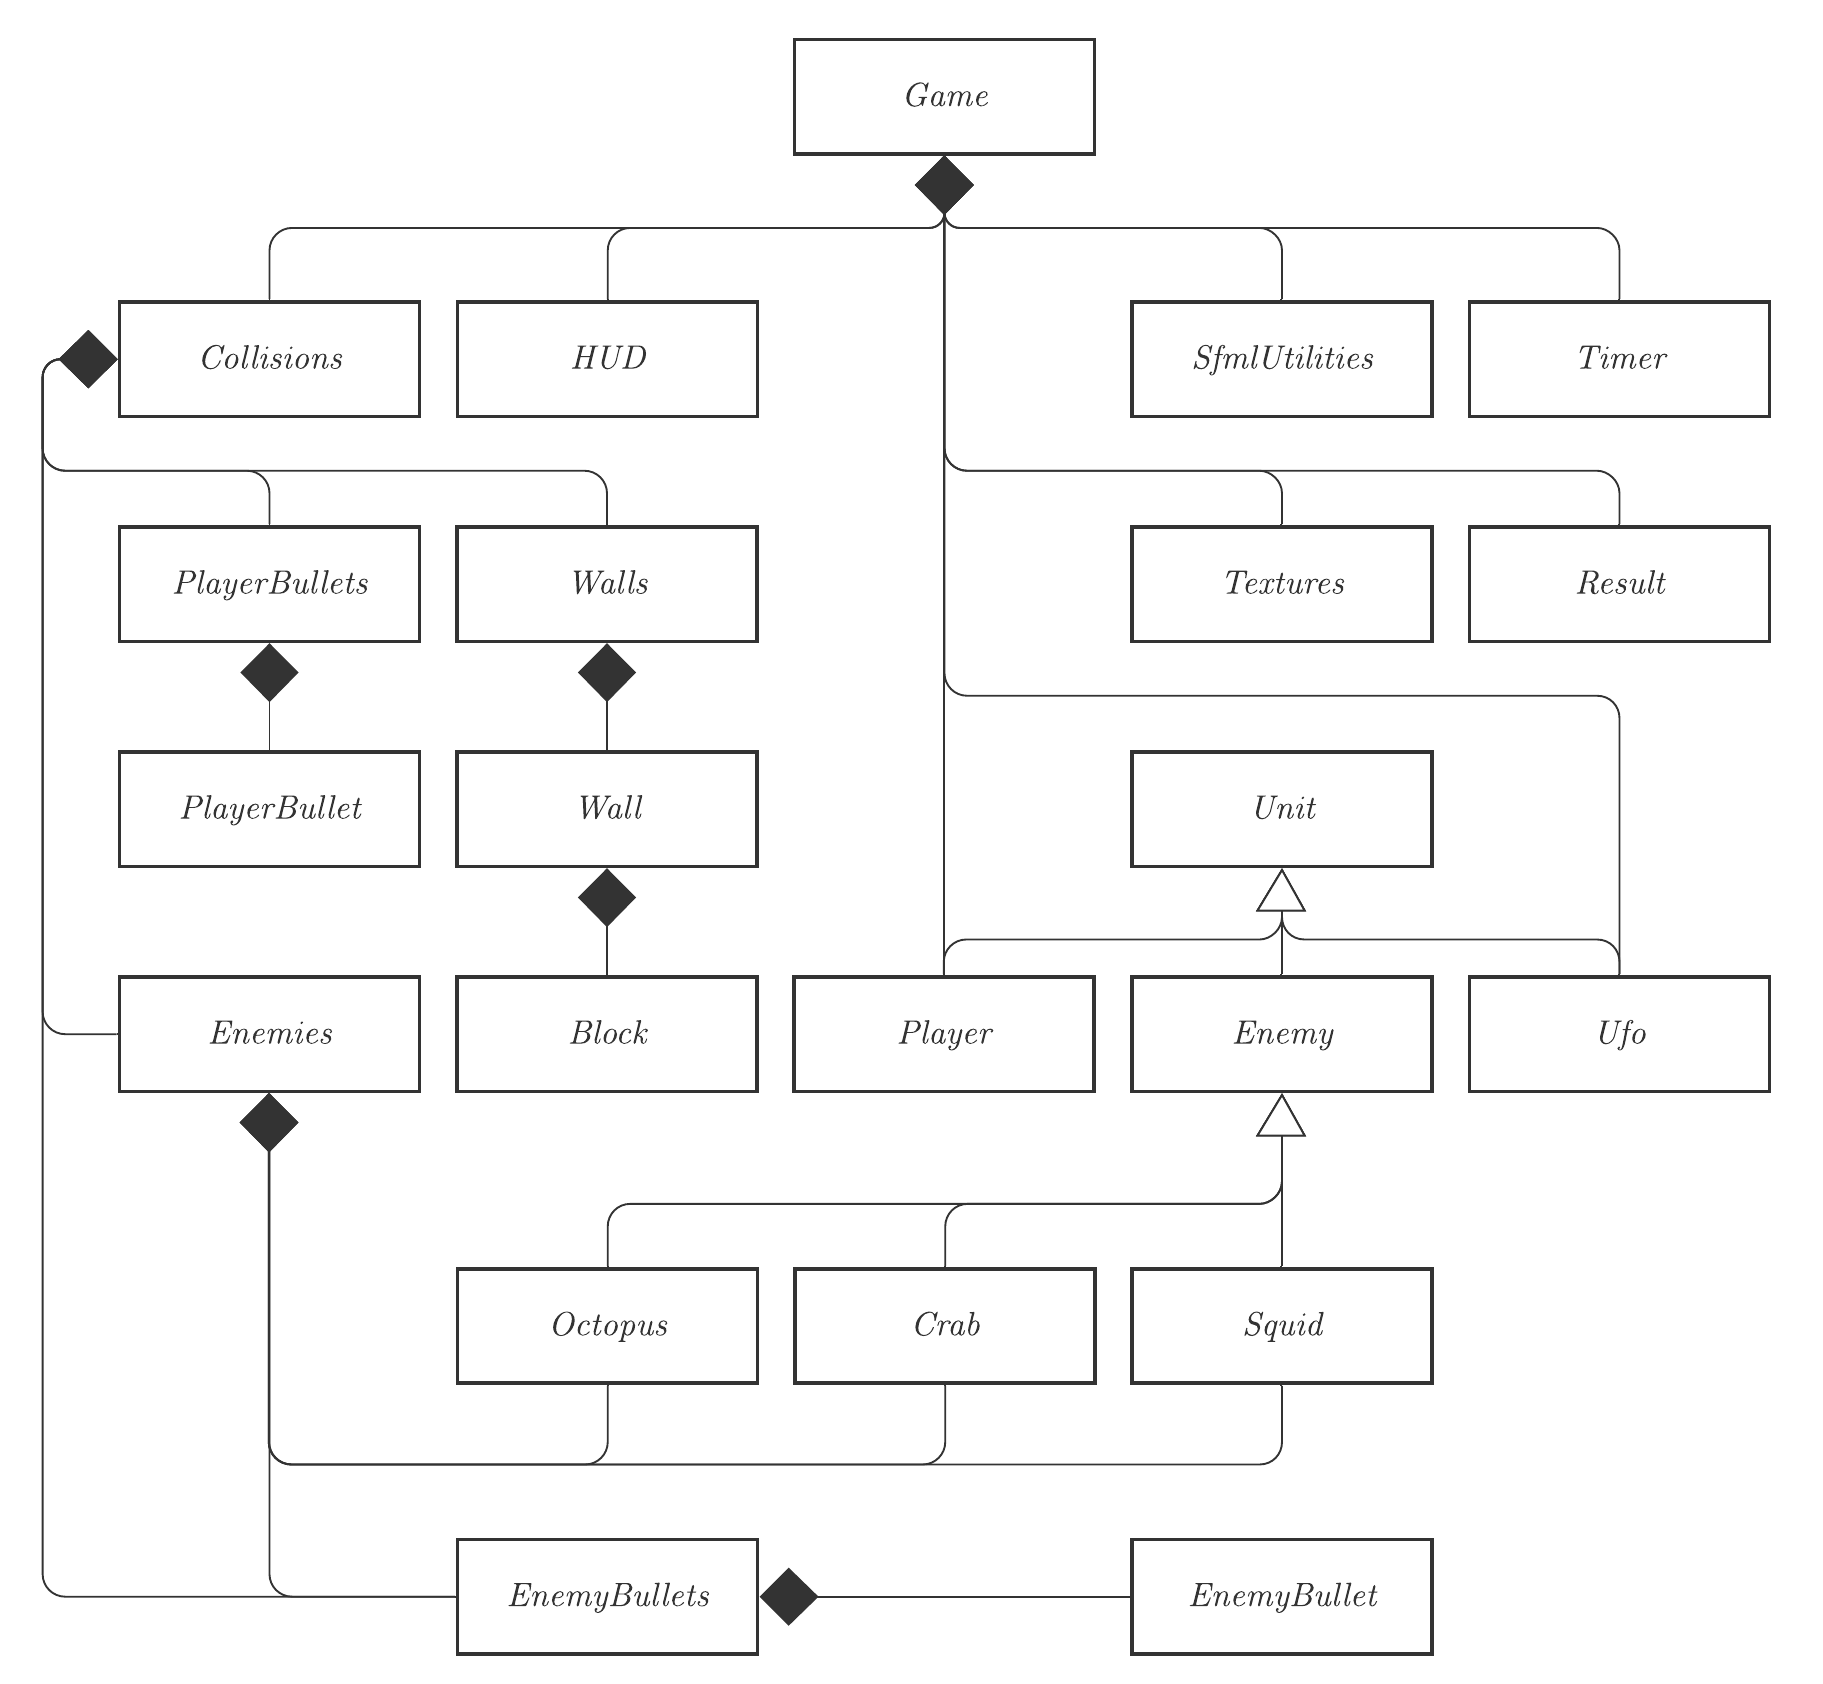 Game
Collisions
HUD
SfmlUtilities
Timer
PlayerBullets
Walls
Textures
Result
PlayerBullet
Wall
Unit
Enemies
Block
Player
Enemy
Ufo
Octopus
Crab
Squid
EnemyBullets
EnemyBullet